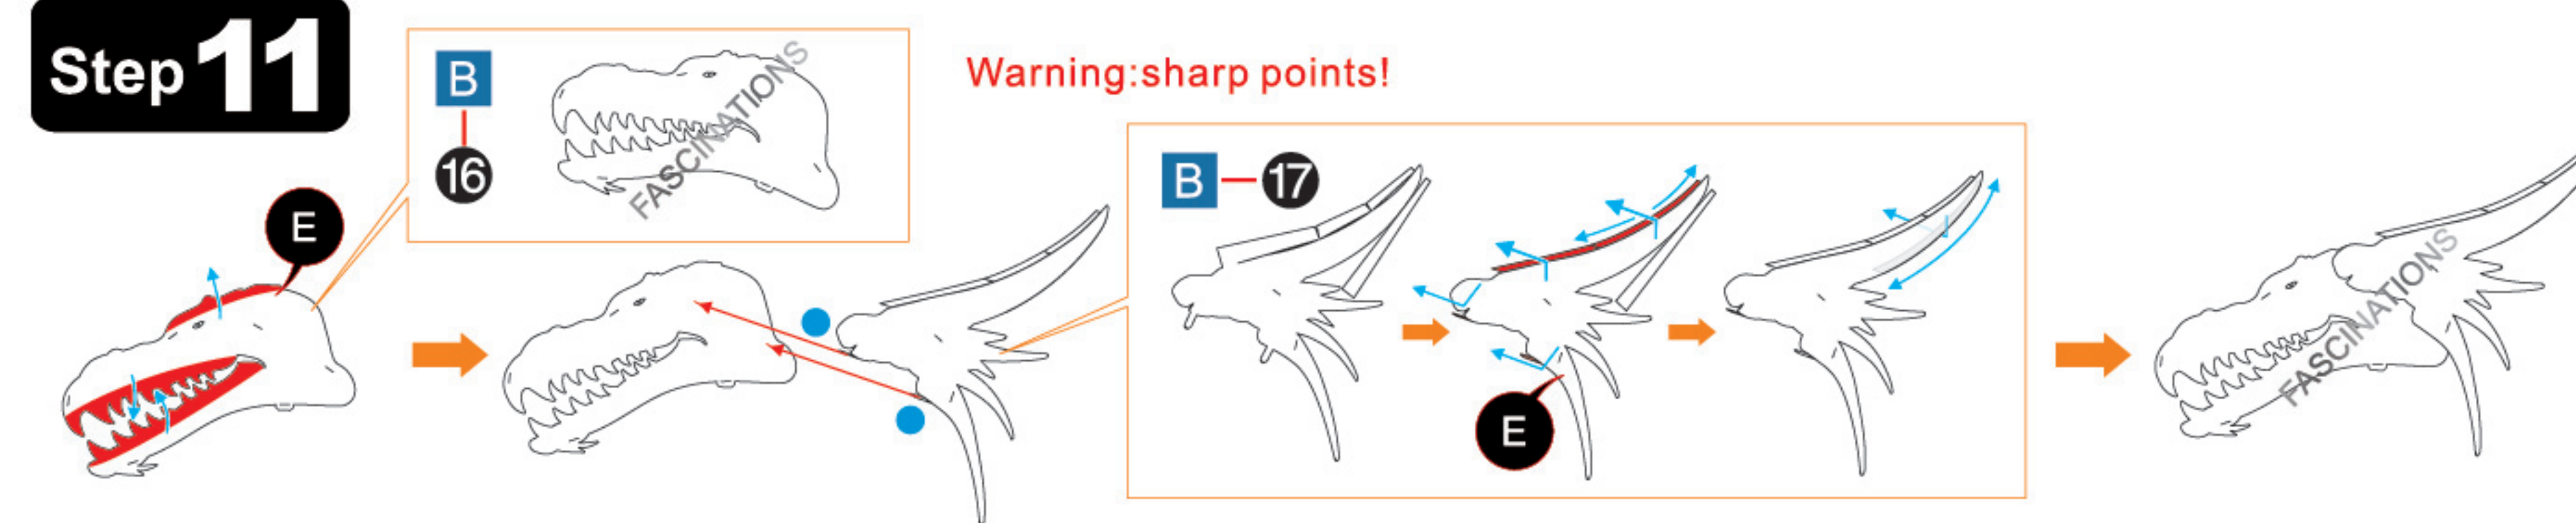 Step 11
B
16
FASCINATIONS
Warning:sharp points!
E
B 17
E
FASCINATIONS